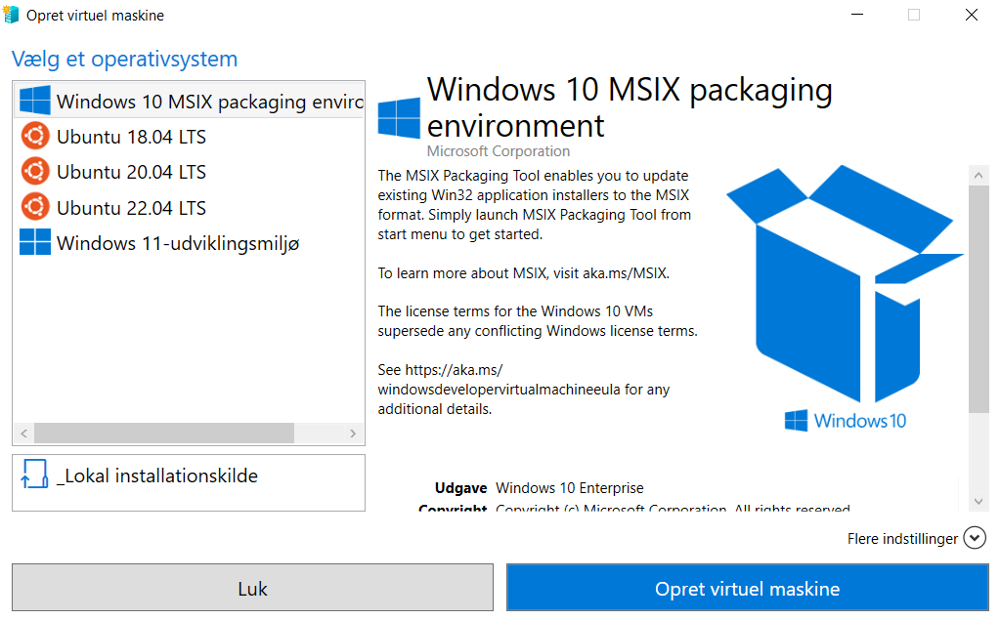 Opret virtuel maskine
Vælg et operativsystem
Windows 10 MSIX packaging enviro
Ubuntu 18.04 LTS
Ubuntu 20.04 LTS
Ubuntu 22.04 LTS
Windows 11-udviklingsmiljø
_Lokal installationskilde
Windows 10 MSIX packaging
environment
Microsoft Corporation
The MSIX Packaging Tool enables you to update
existing Win32 application installers to the MSIX
format. Simply launch MSIX Packaging Tool from
start menu to get started.
To learn more about MSIX, visit aka.ms/MSIX.
The license terms for the Windows 10 VMs
supersede any conflicting Windows license terms.
See https://aka.ms/
windowsdevelopervirtualmachineeula for any
additional details.
Windows 10
Udgave Windows 10 Enterprise
Copyright Copyright (c) Microsoft Corporation. All rights reserved.
Flere indstillinger
Luk
Opret virtuel maskine